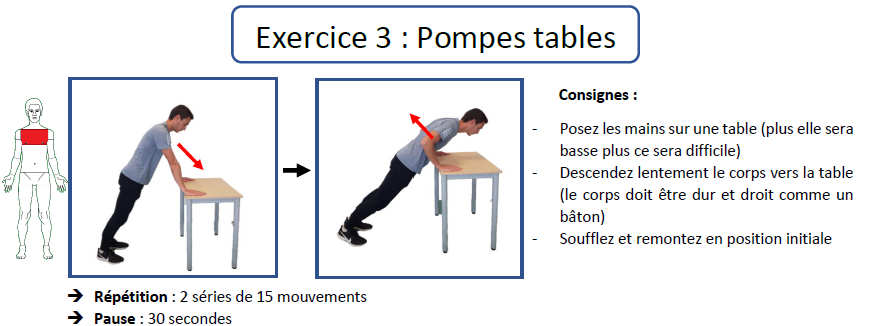 Exercice 3 : Pompes tables
Consignes :
- Posez les mains sur une table (plus elle sera
basse plus ce sera difficile)
- Descendez lentement le corps vers la table
(le corps doit être dur et droit comme un
bâton)
- Soufflez et remontez en position initiale
➔ Répétition : 2 séries de 15 mouvements
➔ Pause : 30 secondes